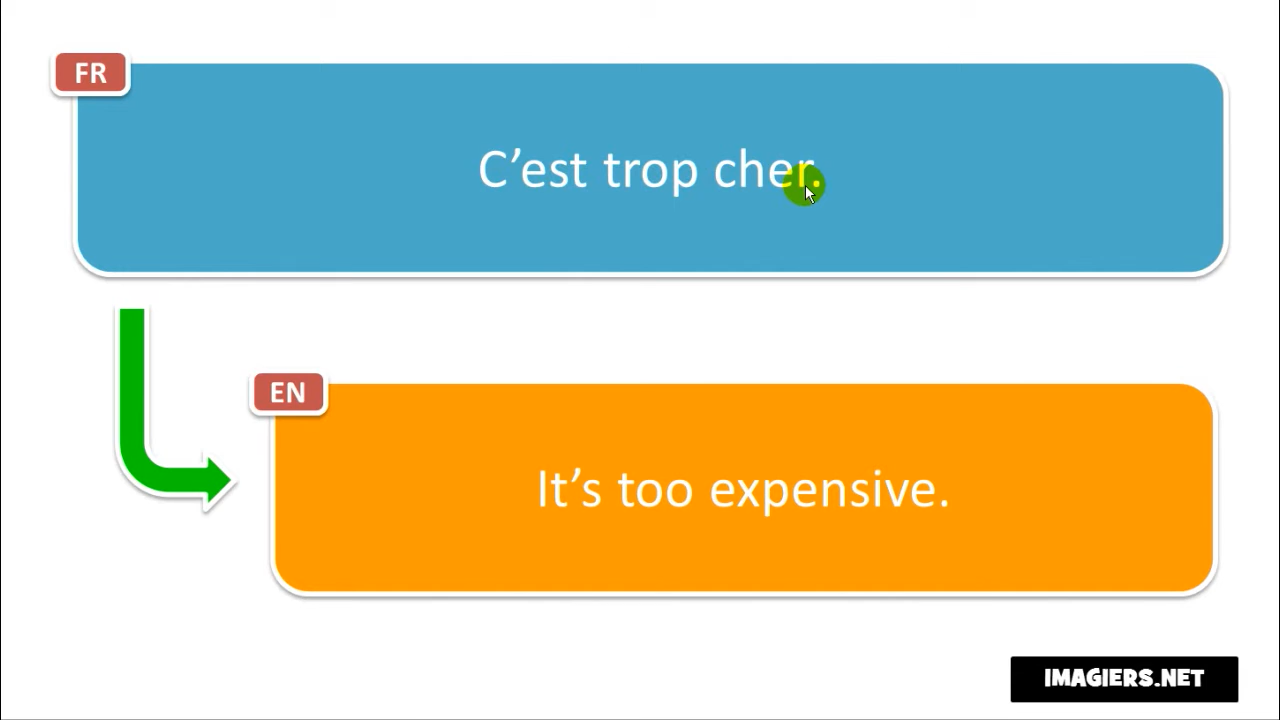 FR
C’est trop cher.
EN
It’s too expensive.
IMAGIERS.NET